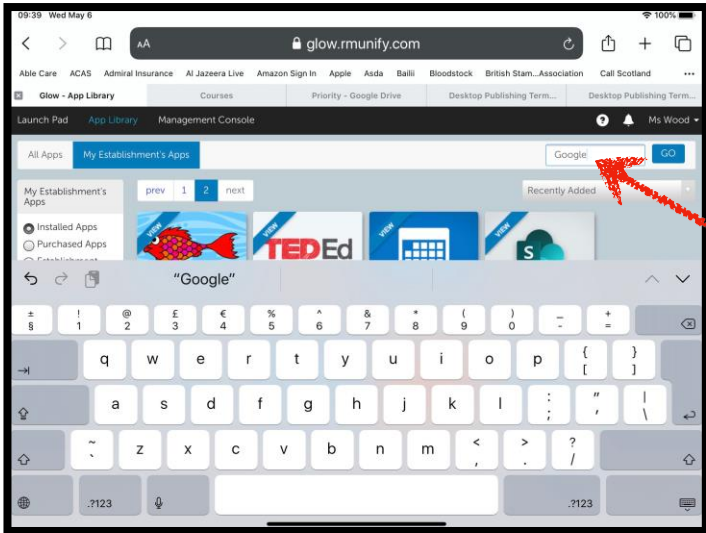 09:39 Wed May 6 100%
AA glow.rmunify.com
Able Care ACAS Admiral Insurance Al Jazeera Live Amazon Sign In Apple Asda Bailii Bloodstock British Stam...Association Call Scotland •••
Glow - App Library Courses Priority - Google Drive Desktop Publishing Term... Desktop Publishing Term...
Launch Pad App Library Management Console ? Ms Wood
All Apps My Establishment's Apps Google GO
My Establishment's Apps prev 1 2 next Recently Added
Installed Apps
Purchased Apps
Establishment
VIEW VIEW TEDEd VIEW VIEW S
"Google"
± § ! 1 @ 2 £ 3 € 4 % 5 ^ 6 & 7 * 8 ( 9 ) 0 _ - + =
q w e r t y u i o p { [ } ]
a s d f g h j k l : ; " ' | \
~ ` z x c v b n m < , > . ? /
.?123 .?123